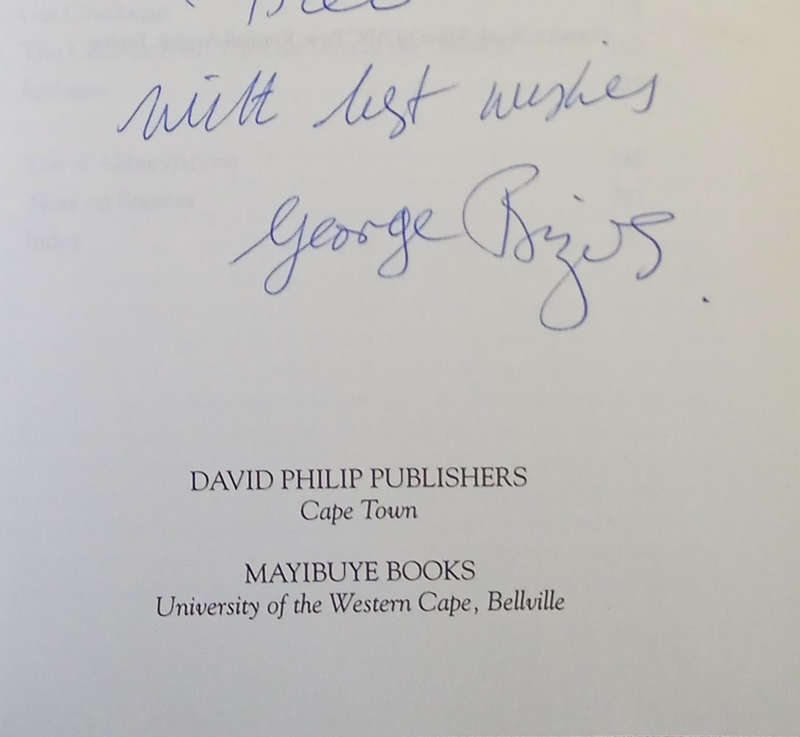 with best wishes
George Bizos
DAVID PHILIP PUBLISHERS
Cape Town
MAYIBUYE BOOKS
University of the Western Cape, Bellville